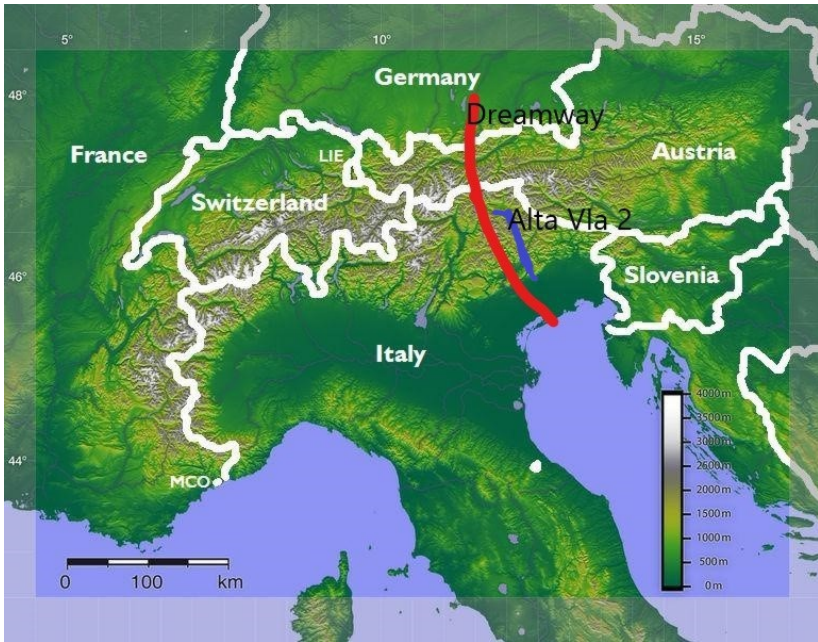 5°
10°
15°
48°
46°
44°
Germany
Dreamway
France
LIE
Austria
Switzerland
Alta VIa 2
Slovenia
Italy
MCO
4000m
3500m
3000m
2500m
2000m
1500m
1000m
500m
0m
0 100 km